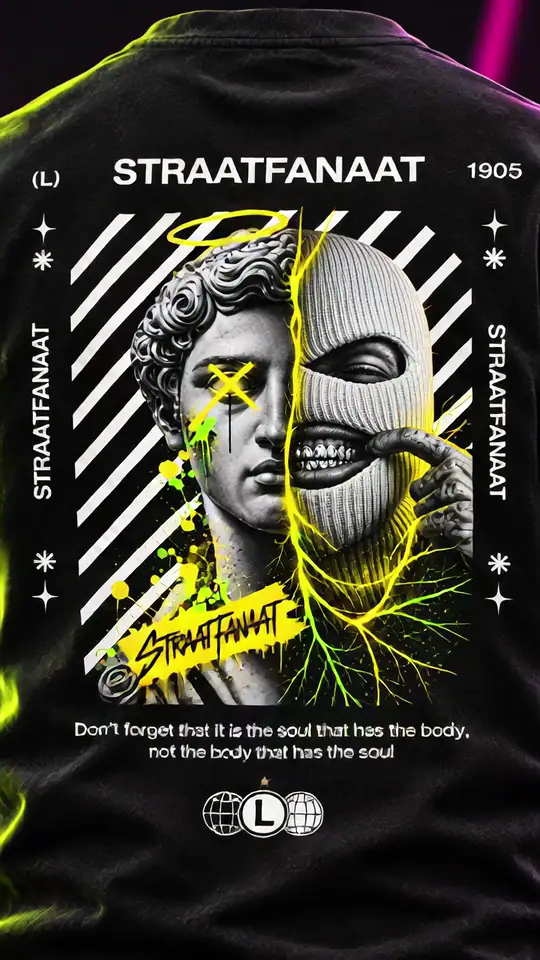 STRAATFANAAT
(L)
1905
STRAATFANAAT
STRAATFANAAT
STRAATFANAAT
Don't forget that it is the soul that has the body,
not the body that has the soul
L